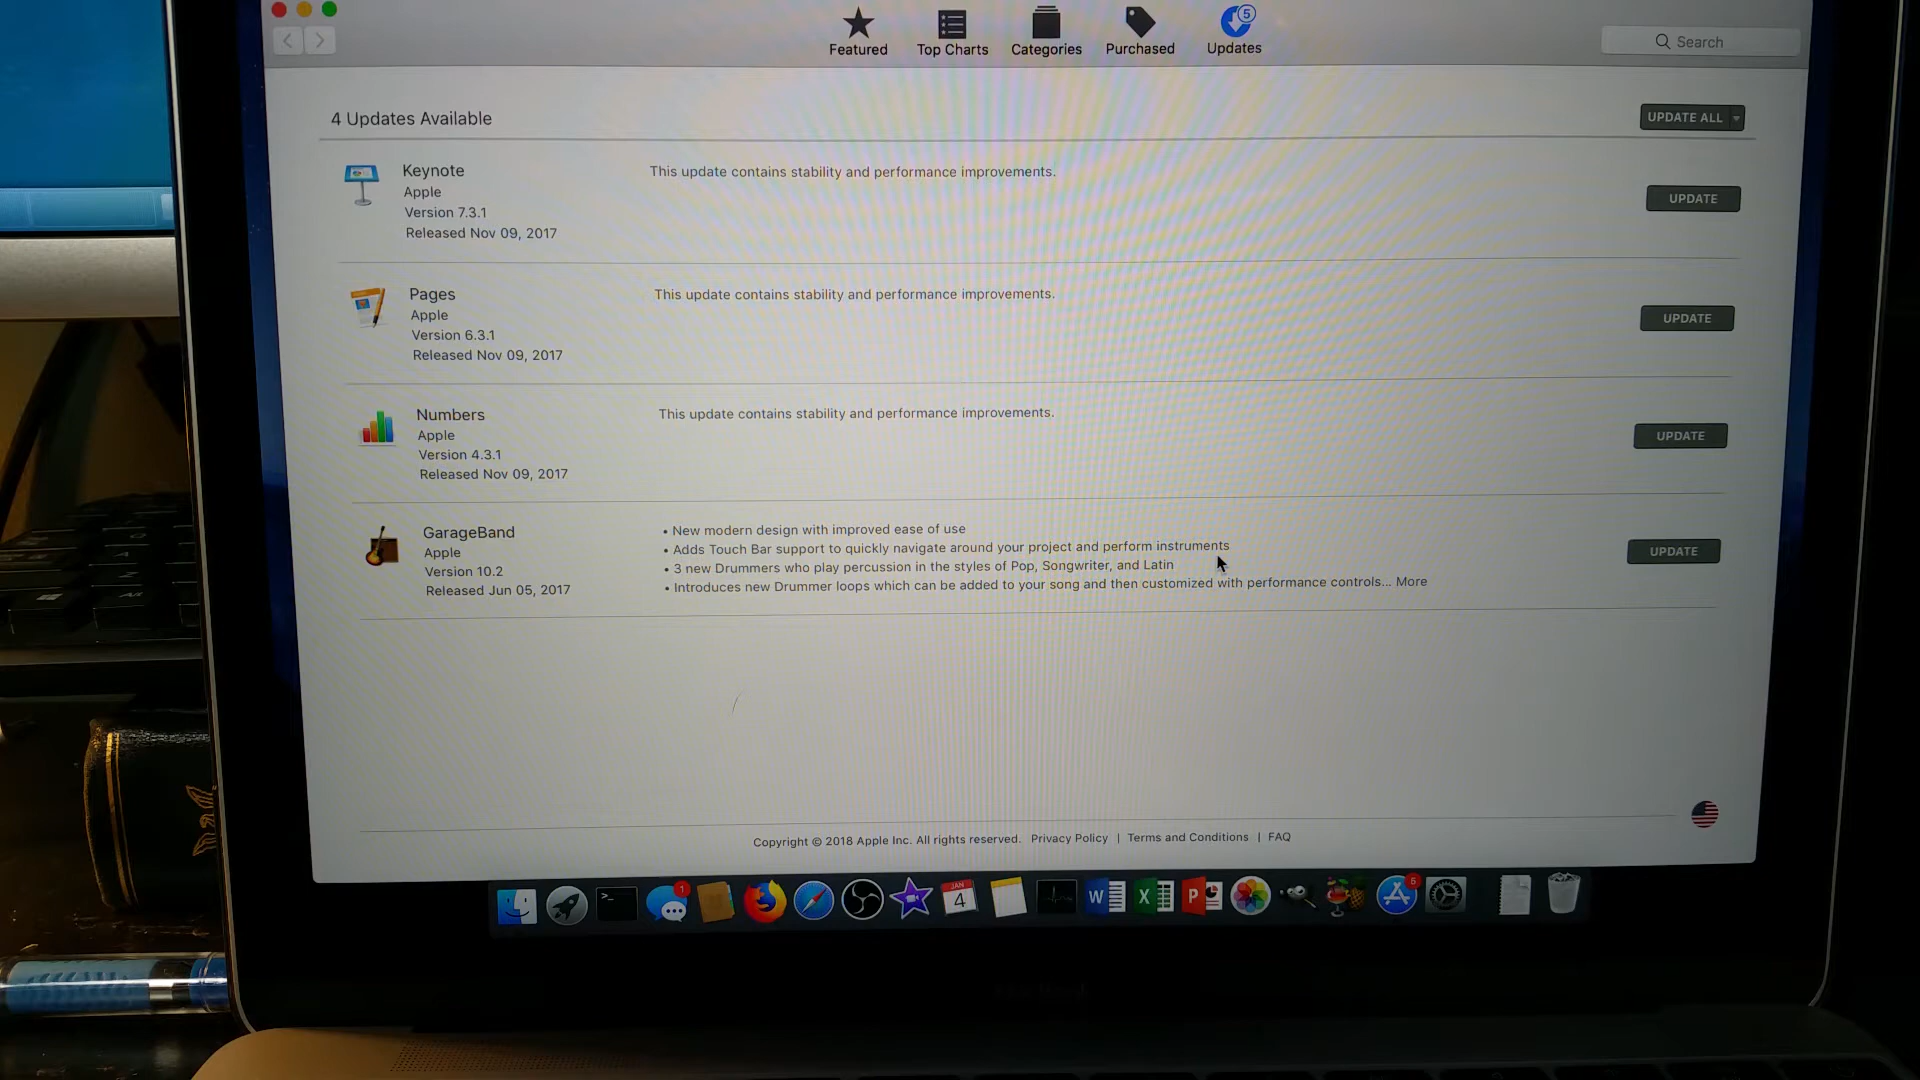 5
Featured
Top Charts
Categories
Purchased
Updates
Search
4 Updates Available
UPDATE ALL
Keynote
Apple
Version 7.3.1
Released Nov 09, 2017
This update contains stability and performance improvements.
UPDATE
Pages
Apple
Version 6.3.1
Released Nov 09, 2017
This update contains stability and performance improvements.
UPDATE
Numbers
Apple
Version 4.3.1
Released Nov 09, 2017
This update contains stability and performance improvements.
UPDATE
GarageBand
Apple
Version 10.2
Released Jun 05, 2017
• New modern design with improved ease of use
• Adds Touch Bar support to quickly navigate around your project and perform instruments
• 3 new Drummers who play percussion in the styles of Pop, Songwriter, and Latin
• Introduces new Drummer loops which can be added to your song and then customized with performance controls... More
UPDATE
Copyright © 2018 Apple Inc. All rights reserved. Privacy Policy | Terms and Conditions | FAQ
>_
1
JAN
4
W
X
P
5